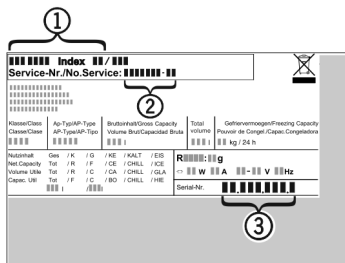 1
Index /
Service-Nr./No.Service: -
2
Klasse/Class Ap-Typ/AP-Type Bruttoinhalt/Gross Capacity Total Gefriervermoegen/Freezing Capacity
Classe/Classe AP-Type/AP-Tipo Volume Brut/Capacidad Bruta volume Pouvoir de Congel./Capac.Congeladora
l l kg / 24 h
Nutzinhalt Ges / K / G / KE / KALT / EIS
Net.Capacity Tot / R / F / CE / CHILL / ICE
Volume Utile Tot / R / C / CA / CHILL / GLA
Capac. Util Tot / F / C / BO / CHILL / HIE
l / l
R : g
W A - V Hz
Serial-Nr. . . .
3